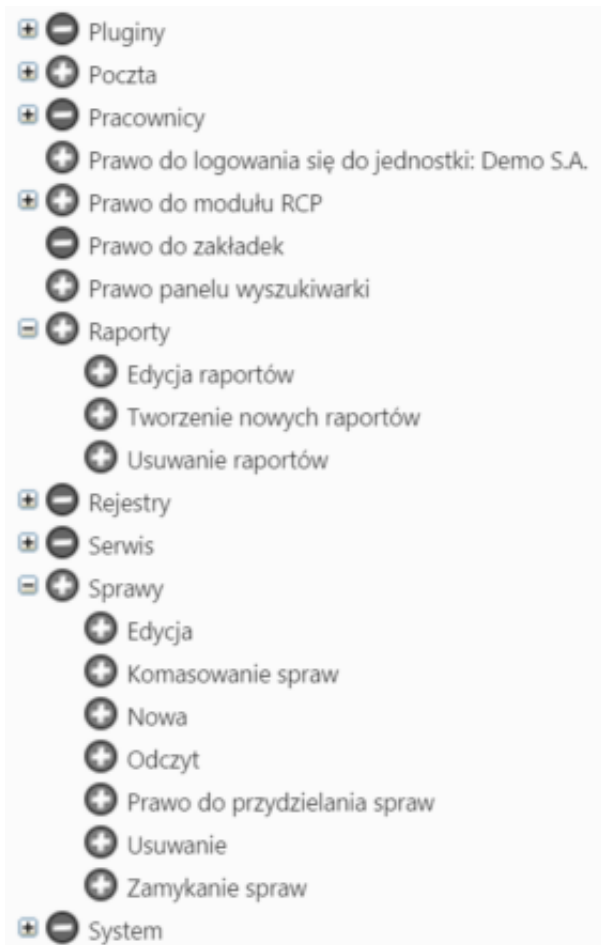 Pluginy
Poczta
Pracownicy
Prawo do logowania się do jednostki: Demo S.A.
Prawo do modułu RCP
Prawo do zakładek
Prawo panelu wyszukiwarki
Raporty
Edycja raportów
Tworzenie nowych raportów
Usuwanie raportów
Rejestry
Serwis
Sprawy
Edycja
Komasowanie spraw
Nowa
Odczyt
Prawo do przydzielania spraw
Usuwanie
Zamykanie spraw
System